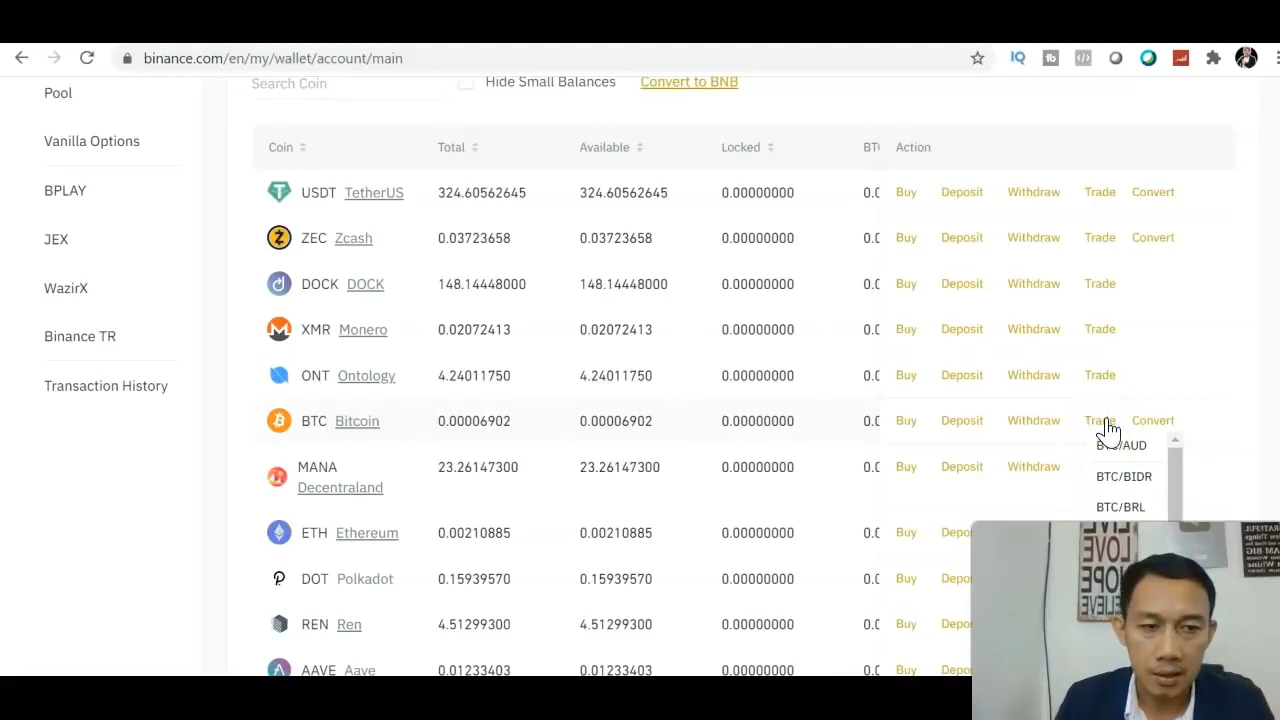 binance.com/en/my/wallet/account/main
Pool
Vanilla Options
BPLAY
JEX
WazirX
Binance TR
Transaction History
Search Coin
Hide Small Balances
Convert to BNB
Coin Total Available Locked Action
USDT TetherUS 324.60562645 324.60562645 0.00000000 Buy Deposit Withdraw Trade Convert
ZEC Zcash 0.03723658 0.03723658 0.00000000 Buy Deposit Withdraw Trade Convert
DOCK DOCK 148.14448000 148.14448000 0.00000000 Buy Deposit Withdraw Trade
XMR Monero 0.02072413 0.02072413 0.00000000 Buy Deposit Withdraw Trade
ONT Ontology 4.24011750 4.24011750 0.00000000 Buy Deposit Withdraw Trade
BTC Bitcoin 0.00006902 0.00006902 0.00000000 Buy Deposit Withdraw Trade Convert
BTC/AUD
BTC/BIDR
BTC/BRL
MANA
Decentraland 23.26147300 23.26147300 0.00000000 Buy Deposit Withdraw
ETH Ethereum 0.00210885 0.00210885 0.00000000 Buy
DOT Polkadot 0.15939570 0.15939570 0.00000000 Buy
REN Ren 4.51299300 4.51299300 0.00000000 Buy
AAVE Aave 0.01233403 0.01233403 0.00000000 Buy
LIVE
LOVE
HOPE
BELIEVE